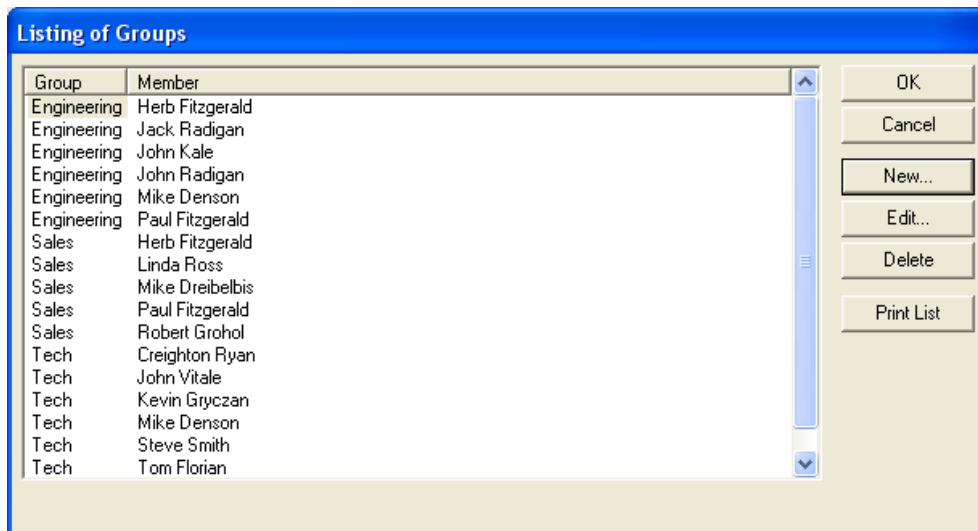 Listing of Groups
Group Member
Engineering Herb Fitzgerald
Engineering Jack Radigan
Engineering John Kale
Engineering John Radigan
Engineering Mike Denson
Engineering Paul Fitzgerald
Sales Herb Fitzgerald
Sales Linda Ross
Sales Mike Dreibelbis
Sales Paul Fitzgerald
Sales Robert Grohol
Tech Creighton Ryan
Tech John Vitale
Tech Kevin Gryczan
Tech Mike Denson
Tech Steve Smith
Tech Tom Florian
OK
Cancel
New...
Edit...
Delete
Print List